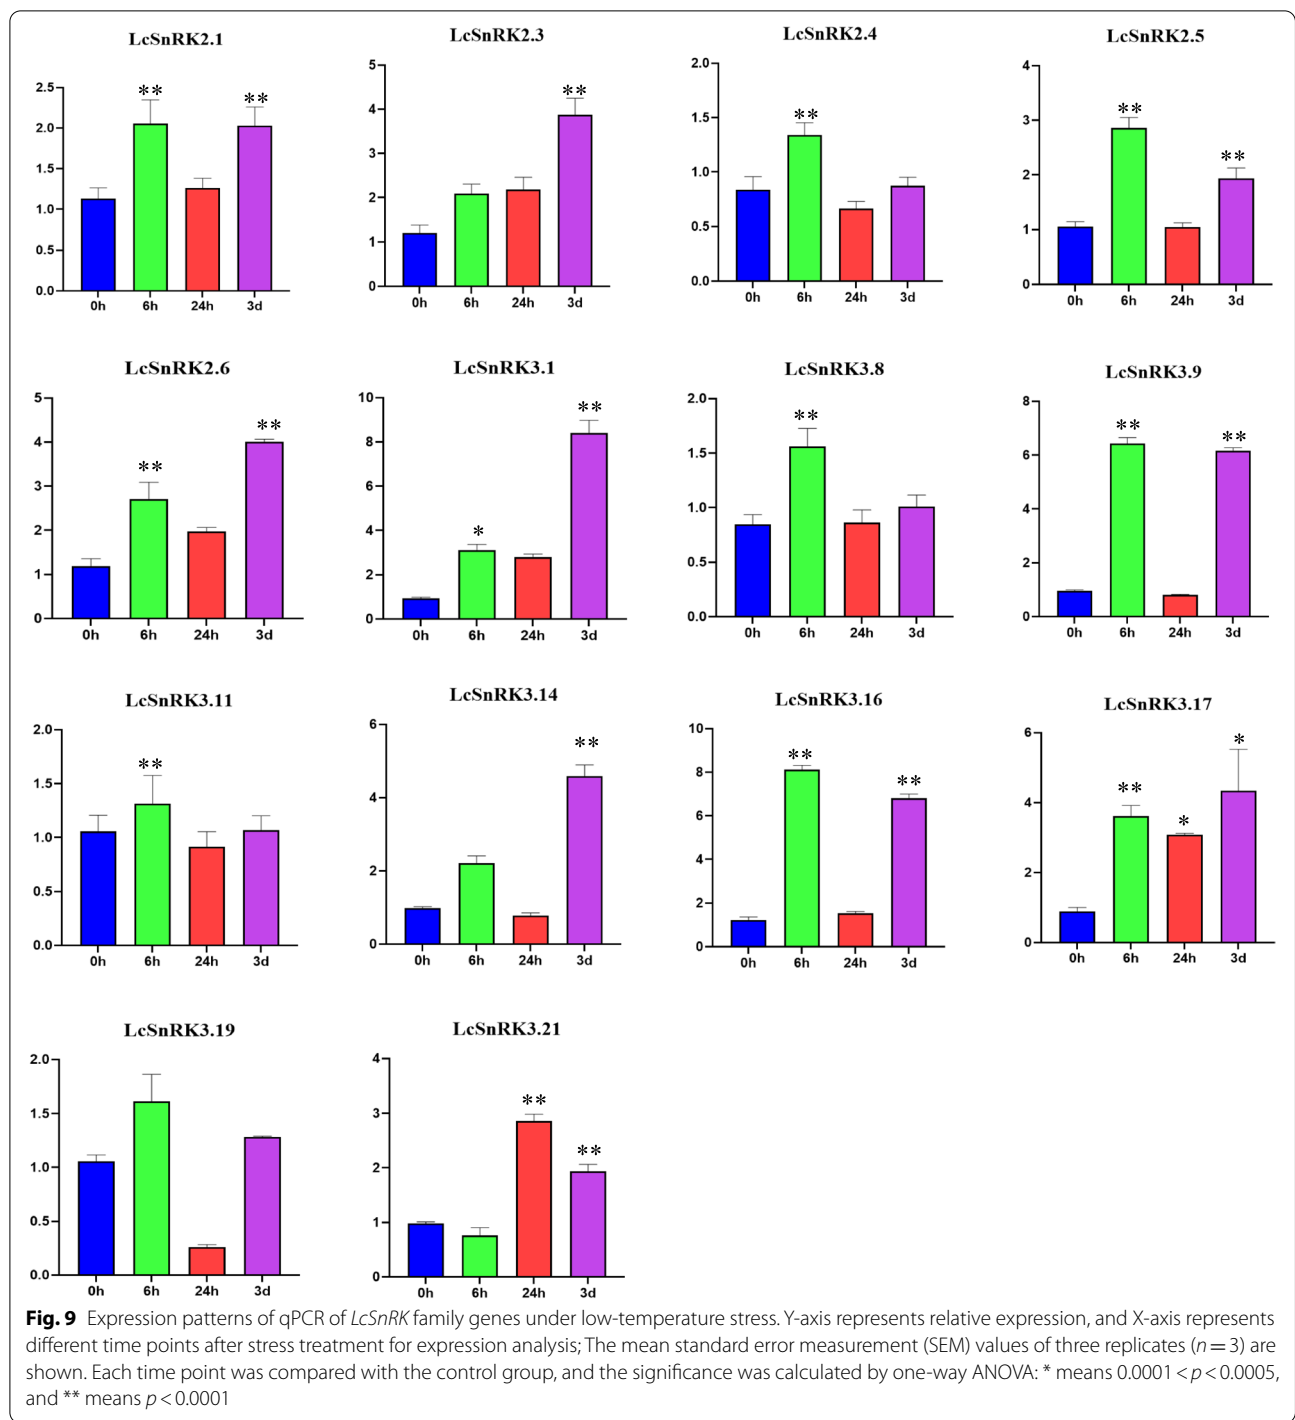 LcSnRK2.1
2.5
2.0
1.5
1.0
0.5
0.0
** **
0h 6h 24h 3d
LcSnRK2.3
5
4
3
2
1
0
**
0h 6h 24h 3d
LcSnRK2.4
2.0
1.5
1.0
0.5
0.0
**
0h 6h 24h 3d
LcSnRK2.5
4
3
2
1
0
** **
0h 6h 24h 3d
LcSnRK2.6
5
4
3
2
1
0
** **
0h 6h 24h 3d
LcSnRK3.1
10
8
6
4
2
0
* **
0h 6h 24h 3d
LcSnRK3.8
2.0
1.5
1.0
0.5
0.0
**
0h 6h 24h 3d
LcSnRK3.9
8
6
4
2
0
** **
0h 6h 24h 3d
LcSnRK3.11
2.0
1.5
1.0
0.5
0.0
**
0h 6h 24h 3d
LcSnRK3.14
6
4
2
0
**
0h 6h 24h 3d
LcSnRK3.16
10
8
6
4
2
0
** **
0h 6h 24h 3d
LcSnRK3.17
6
4
2
0
** * *
0h 6h 24h 3d
LcSnRK3.19
2.0
1.5
1.0
0.5
0.0
0h 6h 24h 3d
LcSnRK3.21
4
3
2
1
0
** **
0h 6h 24h 3d
Fig. 9 Expression patterns of qPCR of LcSnRK family genes under low-temperature stress. Y-axis represents relative expression, and X-axis represents
different time points after stress treatment for expression analysis; The mean standard error measurement (SEM) values of three replicates (n = 3) are
shown. Each time point was compared with the control group, and the significance was calculated by one-way ANOVA: * means 0.0001 < p < 0.0005,
and ** means p < 0.0001